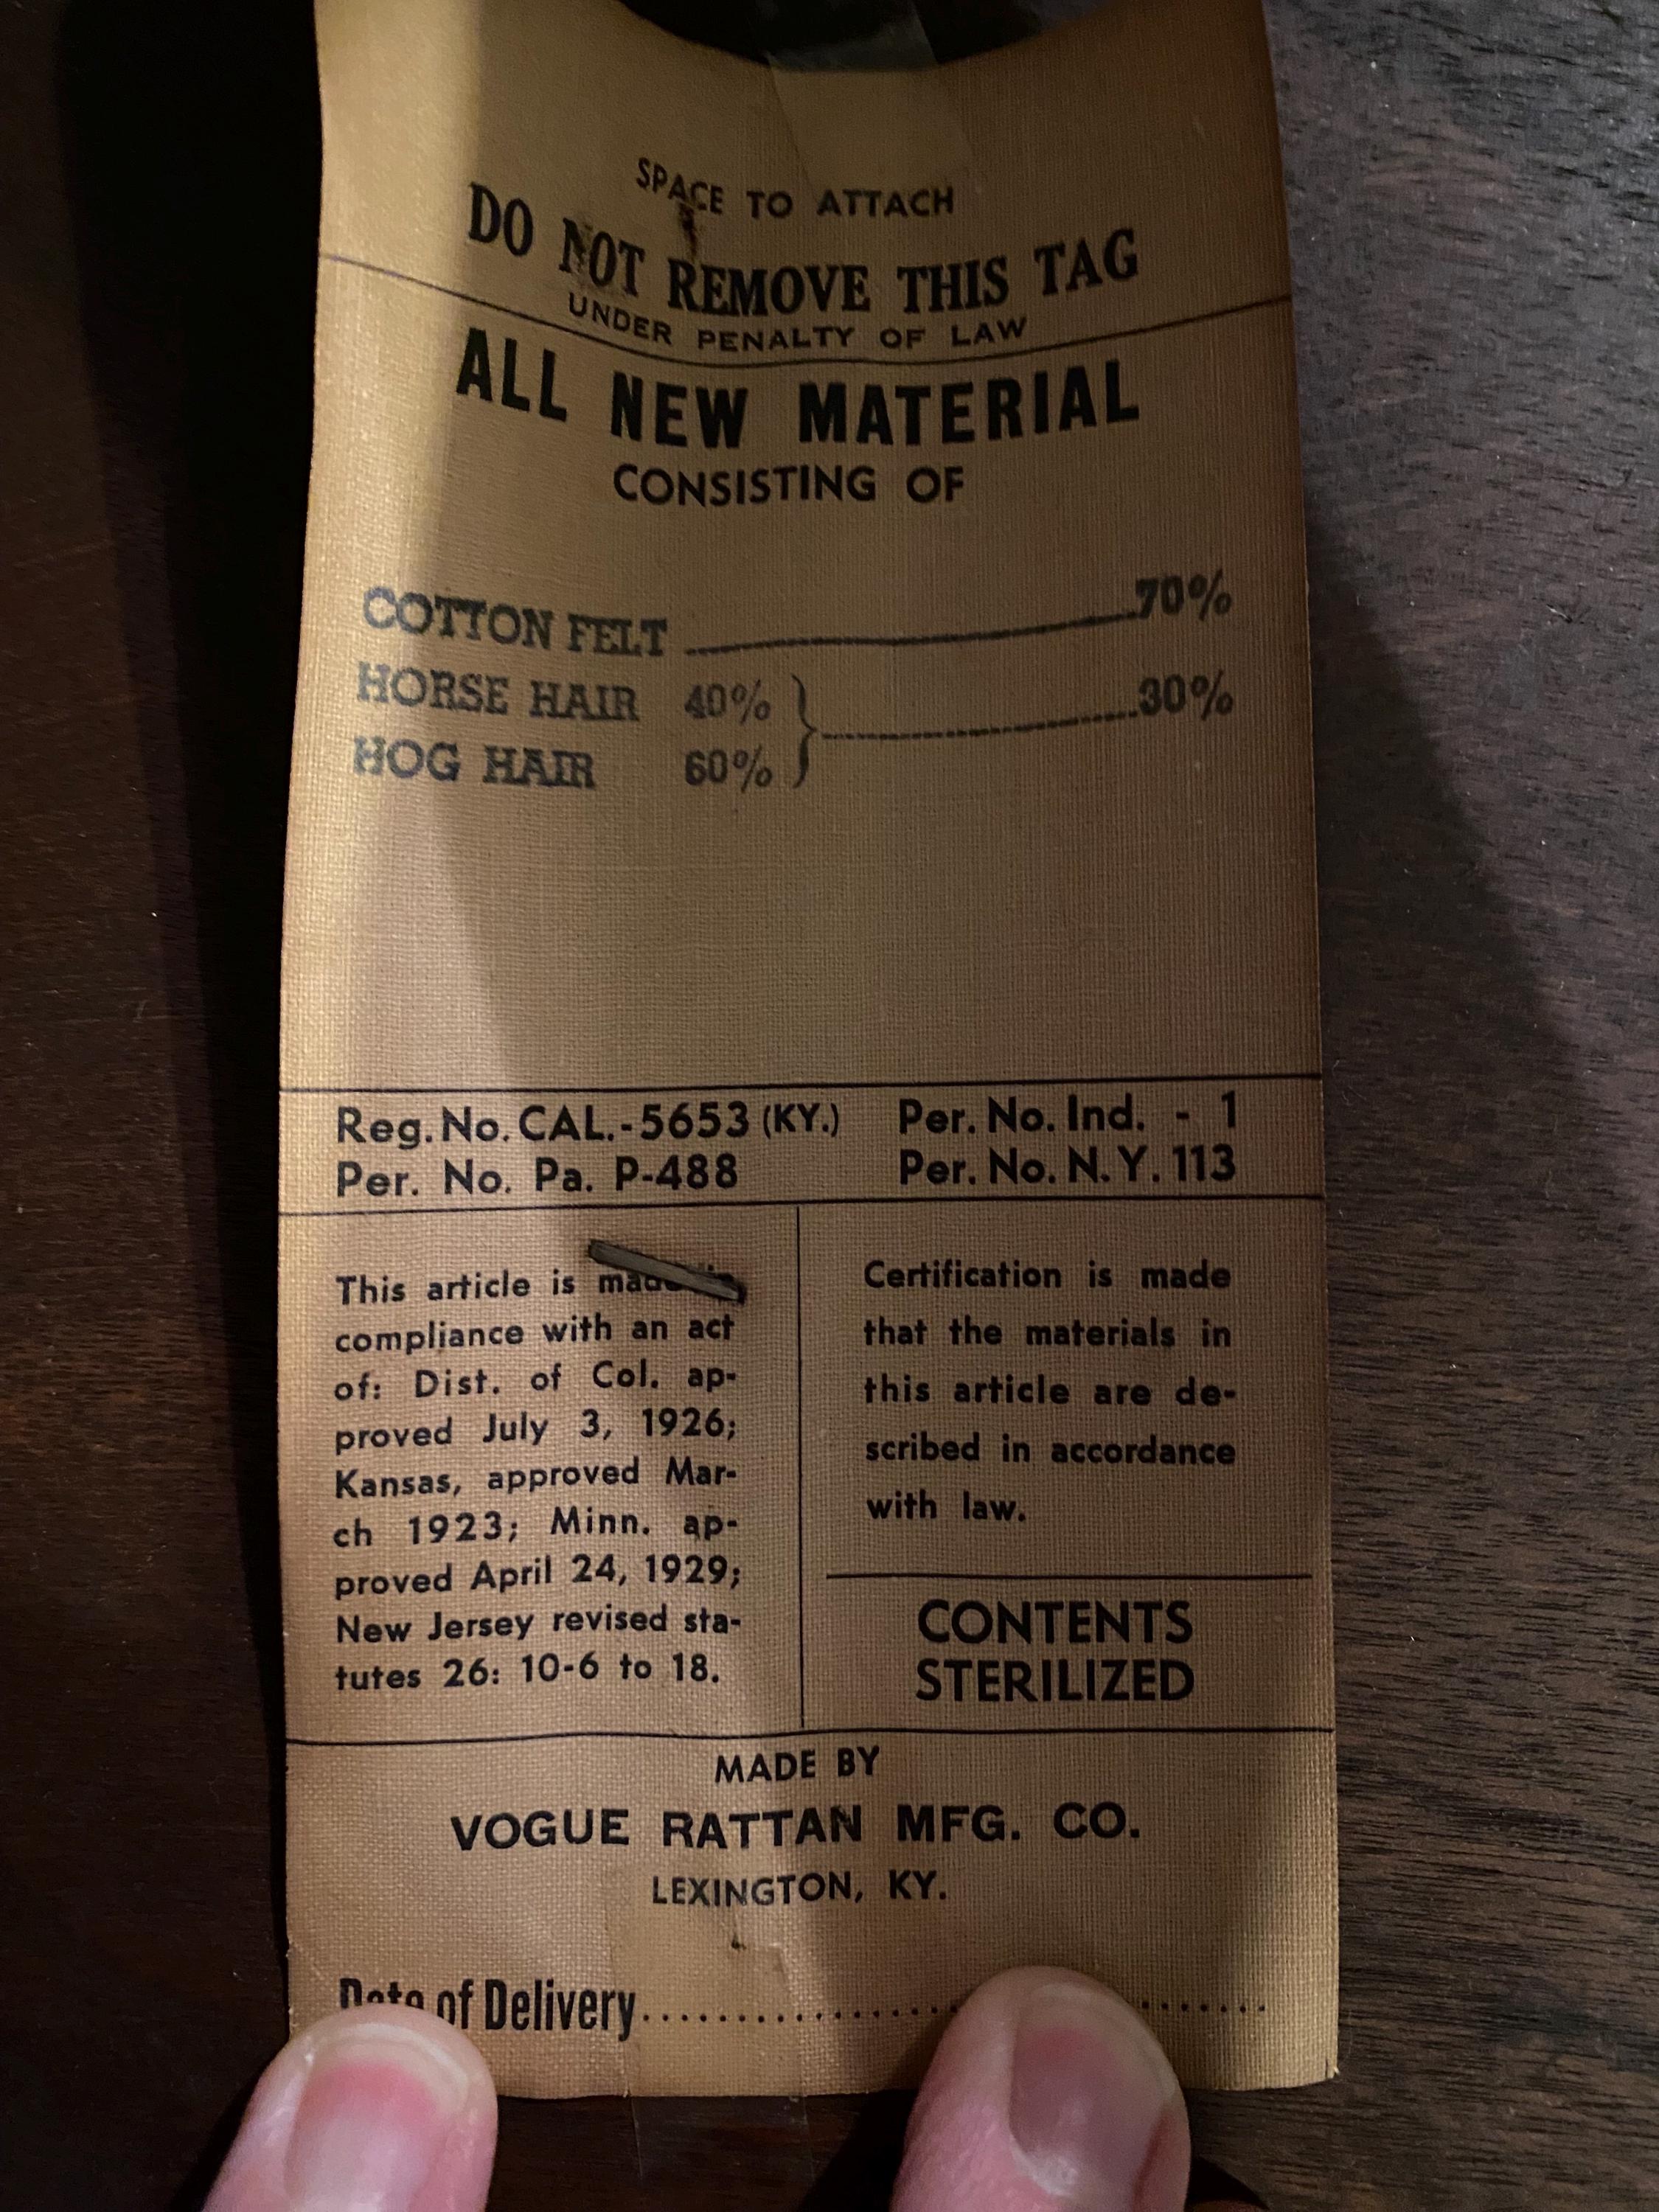 SPACE TO ATTACH
DO NOT REMOVE THIS TAG
UNDER PENALTY OF LAW
ALL NEW MATERIAL
CONSISTING OF
COTTON FELT 70%
HORSE HAIR 40% } 30%
HOG HAIR 60%
Reg. No. CAL.-5653 (KY.) Per. No. Ind. - 1
Per. No. Pa. P-488 Per. No. N.Y. 113
This article is made
compliance with an act
of: Dist. of Col. ap-
proved July 3, 1926;
Kansas, approved Mar-
ch 1923; Minn. ap-
proved April 24, 1929;
New Jersey revised sta-
tutes 26: 10-6 to 18.
Certification is made
that the materials in
this article are de-
scribed in accordance
with law.
CONTENTS
STERILIZED
MADE BY
VOGUE RATTAN MFG. CO.
LEXINGTON, KY.
Date of Delivery